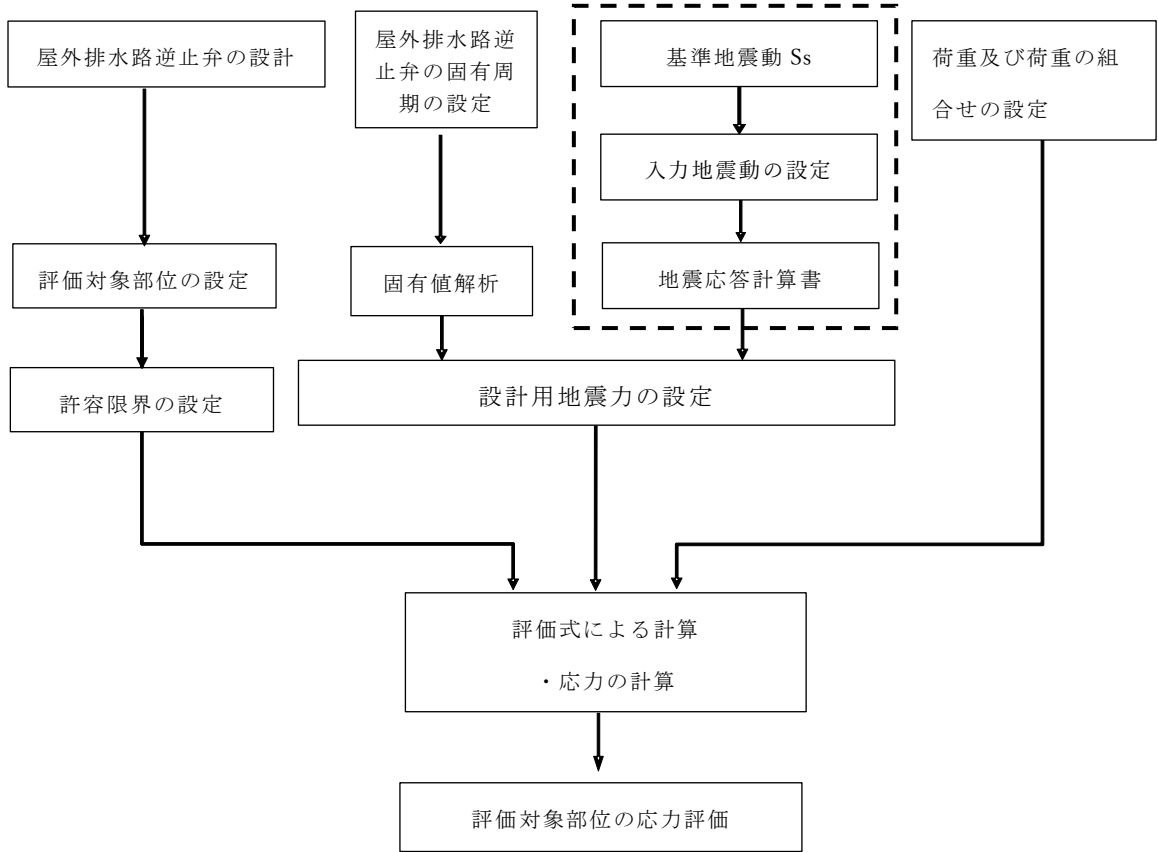 屋外排水路逆止弁の設計
屋外排水路逆
止弁の固有周
期の設定
基準地震動 Ss
荷重及び荷重の組
合せの設定
入力地震動の設定
評価対象部位の設定
固有値解析
地震応答計算書
許容限界の設定
設計用地震力の設定
評価式による計算
・応力の計算
評価対象部位の応力評価